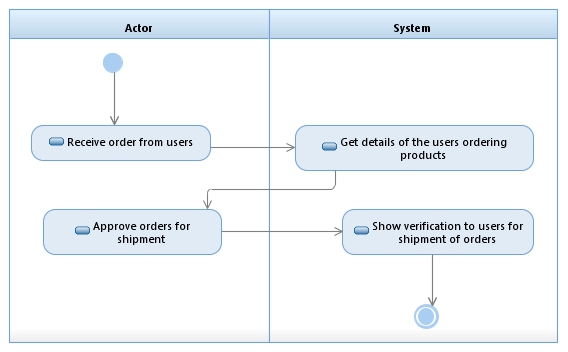 Actor
System
Receive order from users
Get details of the users ordering
products
Approve orders for
shipment
Show verification to users for
shipment of orders